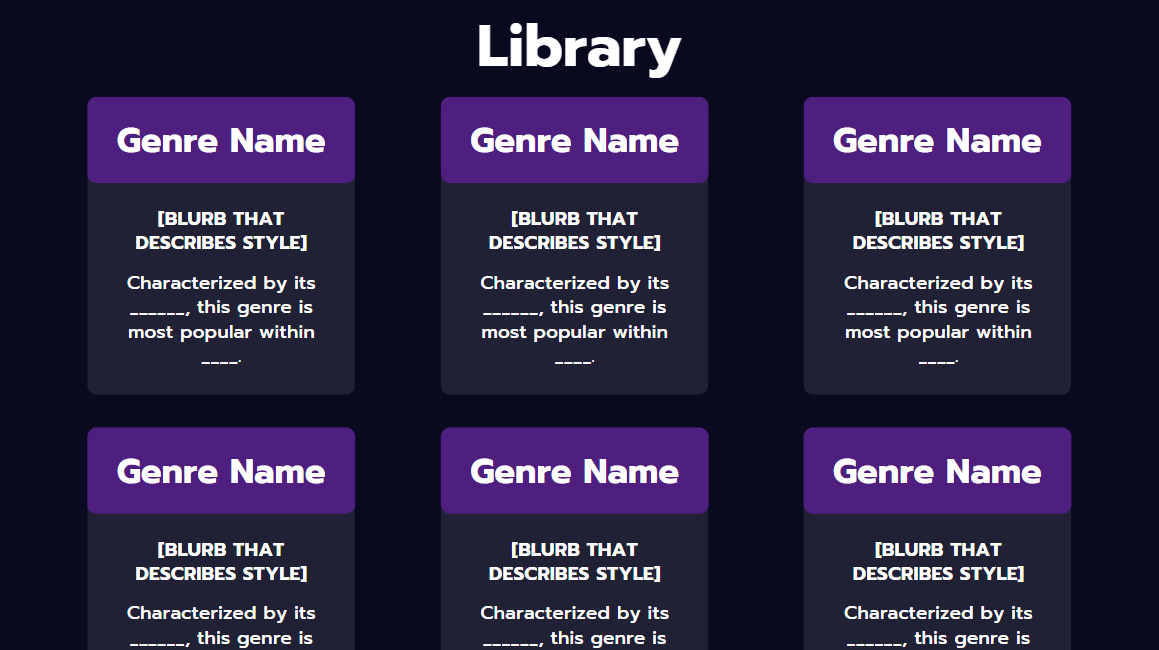 Library
Genre Name
[BLURB THAT
DESCRIBES STYLE]
Characterized by its
______, this genre is
most popular within
____.
Genre Name
[BLURB THAT
DESCRIBES STYLE]
Characterized by its
______, this genre is
most popular within
____.
Genre Name
[BLURB THAT
DESCRIBES STYLE]
Characterized by its
______, this genre is
most popular within
____.
Genre Name
[BLURB THAT
DESCRIBES STYLE]
Characterized by its
______, this genre is
Genre Name
[BLURB THAT
DESCRIBES STYLE]
Characterized by its
______, this genre is
Genre Name
[BLURB THAT
DESCRIBES STYLE]
Characterized by its
______, this genre is